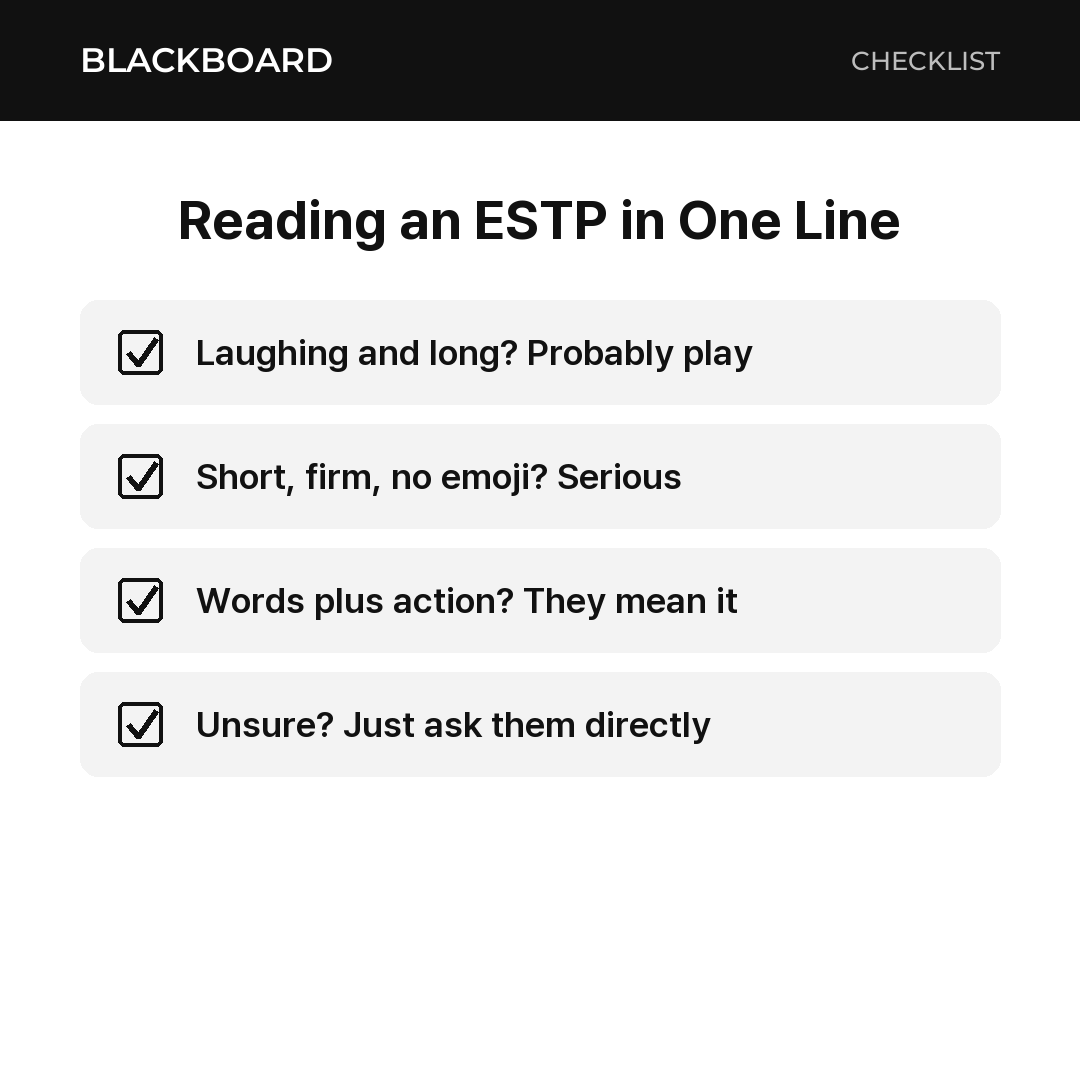 BLACKBOARD
CHECKLIST
Reading an ESTP in One Line
Laughing and long? Probably play
Short, firm, no emoji? Serious
Words plus action? They mean it
Unsure? Just ask them directly